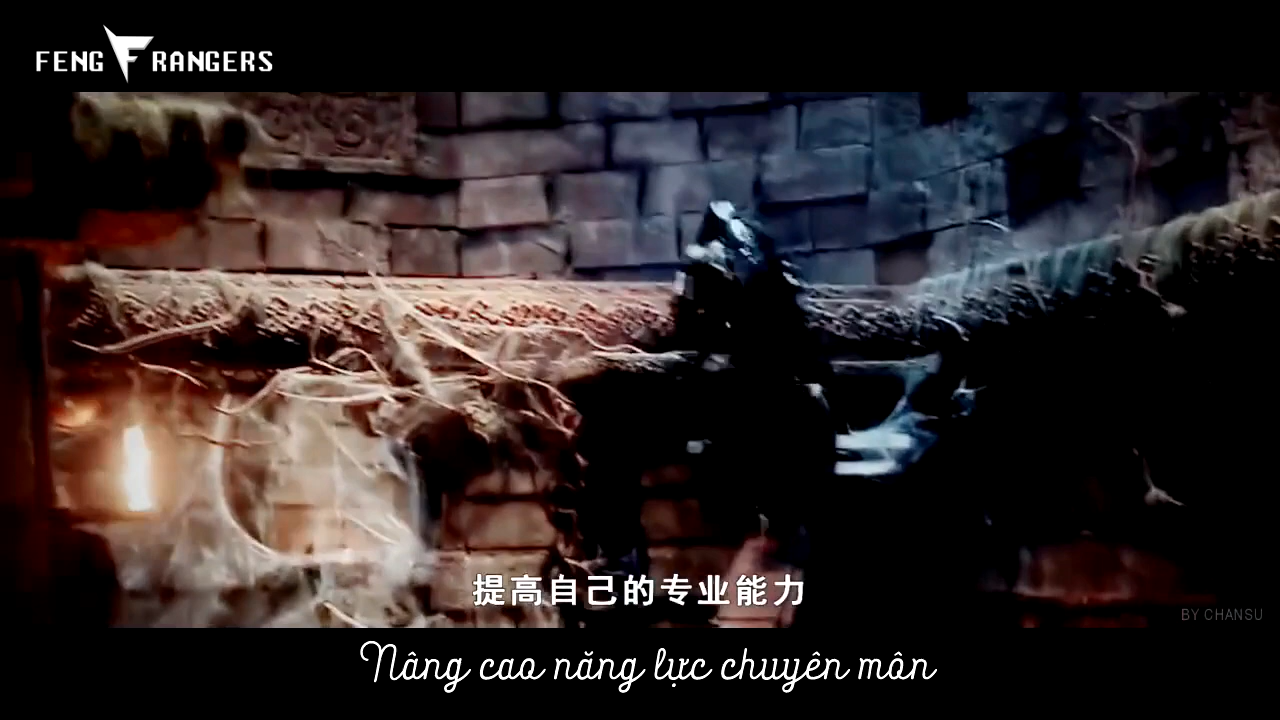 FENG F RANGERS
提高自己的专业能力
BY CHANSU
Nâng cao năng lực chuyên môn